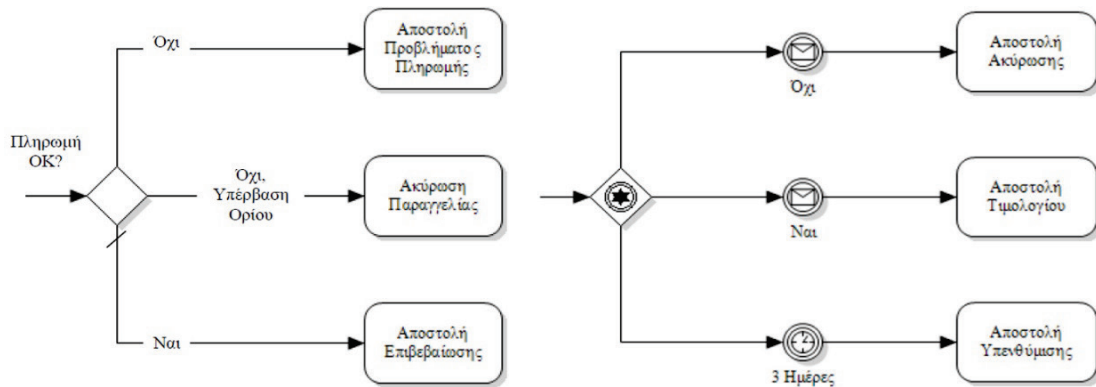 Όχι
Αποστολή
Προβλήματο ς
Πληρωμής
Πληρωμή
ΟΚ?
Όχι,
Υπέρβαση
Ορίου
Ακύρωση
Παραγγελίας
Ναι
Αποστολή
Επιβεβαίωσης
Όχι
Αποστολή
Ακύρωσης
Ναι
Αποστολή
Τιμολογίου
3 Ημέρες
Αποστολή
Υπενθύμισης